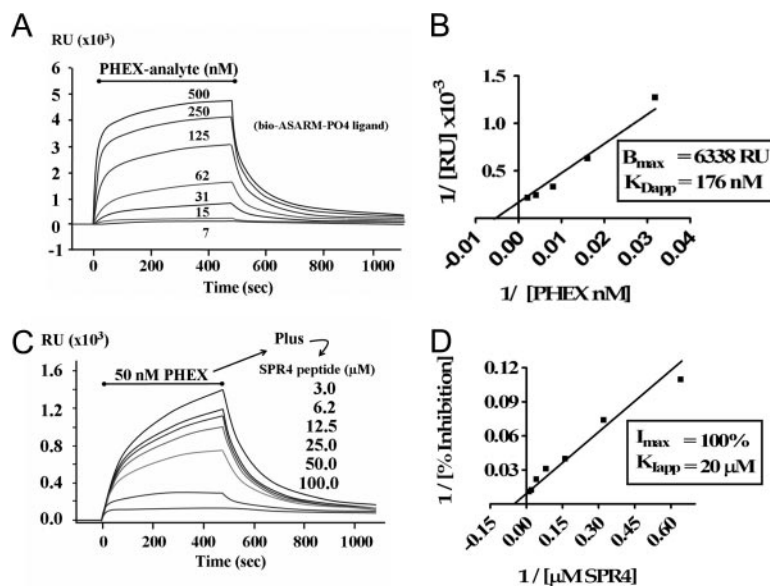 A
RU (x10³)
PHEX-analyte (nM)
(bio-ASARM-PO4 ligand)
500
250
125
62
31
15
7
6
5
4
3
2
1
0
-1
0 200 400 600 800 1000
Time (sec)
B
1/ [RU] x10⁻³
1.5
1.0
0.5
Bmax = 6338 RU
KDapp = 176 nM
-0.01 0.00 0.01 0.02 0.03 0.04
1/ [PHEX nM]
C
RU (x10³)
Plus
50 nM PHEX
SPR4 peptide (µM)
3.0
6.2
12.5
25.0
50.0
100.0
1.6
1.2
0.8
0.4
0.0
0 200 400 600 800 1000
Time (sec)
D
1/ [% Inhibition]
0.12
0.09
0.06
0.03
Imax = 100%
KIapp = 20 µM
-0.15 0.00 0.15 0.30 0.45 0.60
1/ [µM SPR4]